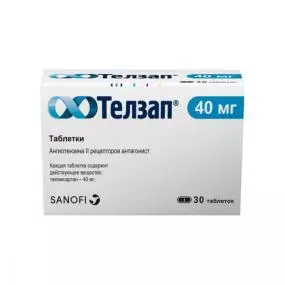 Телзап® 40 мг
Таблетки
Ангиотензина II рецепторов антагонист
Каждая таблетка содержит
действующее вещество:
телмисартан – 40 мг.
SANOFI
30 таблеток